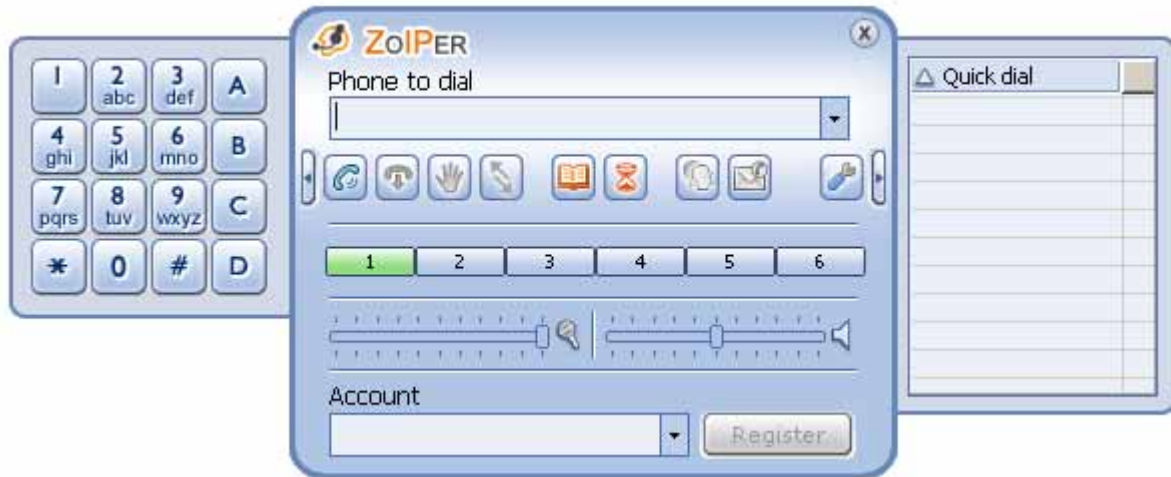 ZoIPER
Phone to dial
1 2 3 A
abc def
4 5 6 B
ghi jkl mno
7 8 9 C
pqrs tuv wxyz
* 0 # D
1 2 3 4 5 6
Account
Register
Quick dial